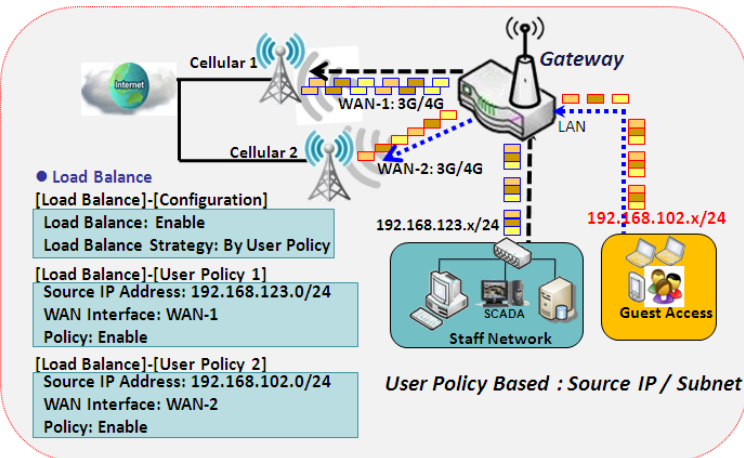 Gateway
Cellular 1
Internet
WAN-1: 3G/4G
LAN
Cellular 2
WAN-2: 3G/4G
● Load Balance
[Load Balance]-[Configuration]
Load Balance: Enable
Load Balance Strategy: By User Policy
192.168.123.x/24
192.168.102.x/24
[Load Balance]-[User Policy 1]
Source IP Address: 192.168.123.0/24
WAN Interface: WAN-1
Policy: Enable
SCADA
Staff Network
Guest Access
[Load Balance]-[User Policy 2]
Source IP Address: 192.168.102.0/24
WAN Interface: WAN-2
Policy: Enable
User Policy Based : Source IP / Subnet